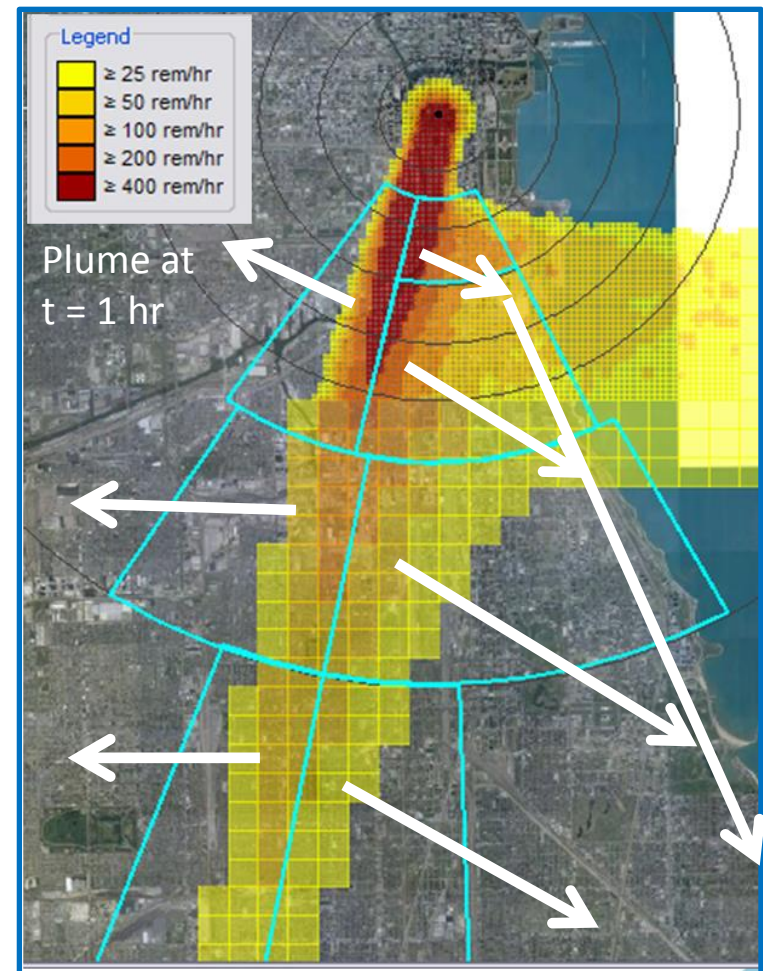 Legend
≥ 25 rem/hr
≥ 50 rem/hr
≥ 100 rem/hr
≥ 200 rem/hr
≥ 400 rem/hr
Plume at
t = 1 hr